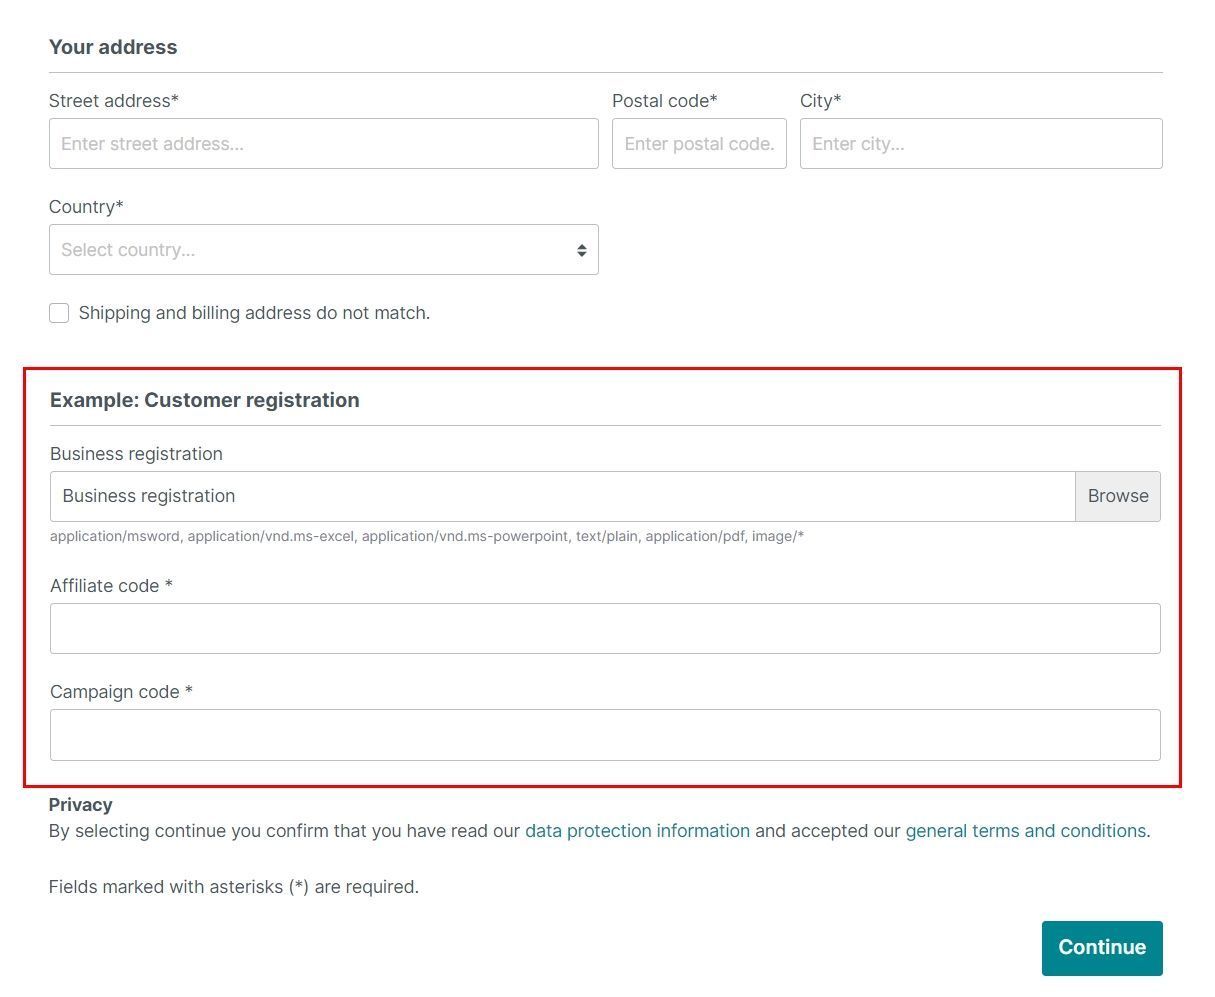 Your address
Street address* Postal code* City*
Enter street address... Enter postal code. Enter city...
Country*
Select country...
Shipping and billing address do not match.
Example: Customer registration
Business registration
Business registration Browse
application/msword, application/vnd.ms-excel, application/vnd.ms-powerpoint, text/plain, application/pdf, image/*
Affiliate code *
Campaign code *
Privacy
By selecting continue you confirm that you have read our data protection information and accepted our general terms and conditions.
Fields marked with asterisks (*) are required.
Continue